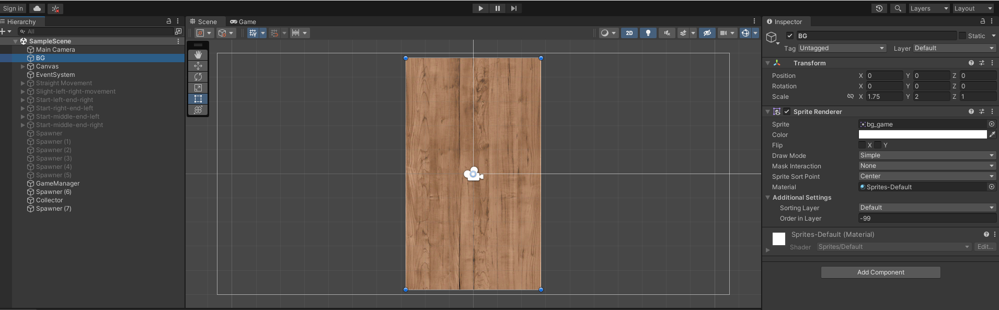 Sign in
Layers
Layout
Hierarchy
All
SampleScene
Main Camera
BG
Canvas
EventSystem
Straight Movement
Slight-left-right-movement
Start-left-end-right
Start-right-end-left
Start-middle-end-left
Start-middle-end-right
Spawner
Spawner (1)
Spawner (2)
Spawner (3)
Spawner (4)
Spawner (5)
GameManager
Spawner (6)
Collector
Spawner (7)
Scene Game
2D
Inspector
BG Static
Tag Untagged Layer Default
Transform
Position X 0 Y 0 Z 0
Rotation X 0 Y 0 Z 0
Scale X 1.75 Y 2 Z 1
Sprite Renderer
Sprite bg_game
Color
Flip X Y
Draw Mode Simple
Mask Interaction None
Sprite Sort Point Center
Material Sprites-Default
Additional Settings
Sorting Layer Default
Order in Layer -99
Sprites-Default (Material)
Shader Sprites/Default Edit...
Add Component